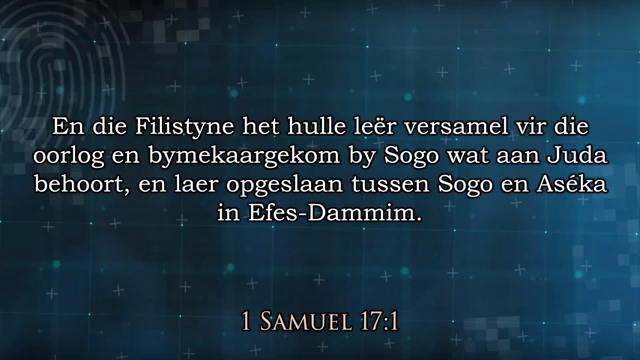 En die Filistyne het hulle leër versamel vir die
oorlog en bymekaargekom by Sogo wat aan Juda
behoort, en laer opgeslaan tussen Sogo en Aséka
in Efes-Dammim.
1 Samuel 17:1